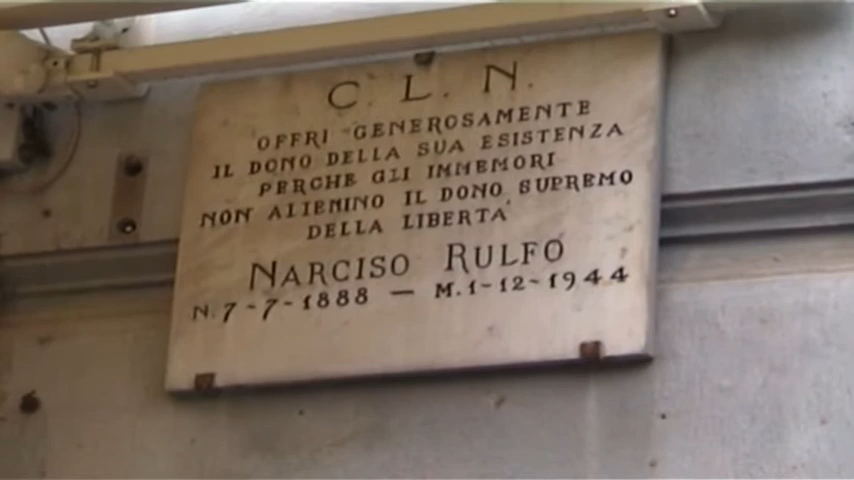 C. L. N.
OFFRI GENEROSAMENTE
IL DONO DELLA SUA ESISTENZA
PERCHE GLI IMMEMORI
NON ALIENINO IL DONO SUPREMO
DELLA LIBERTA'
NARCISO RULFO
N. 7-7-1888 — M. 1-12-1944